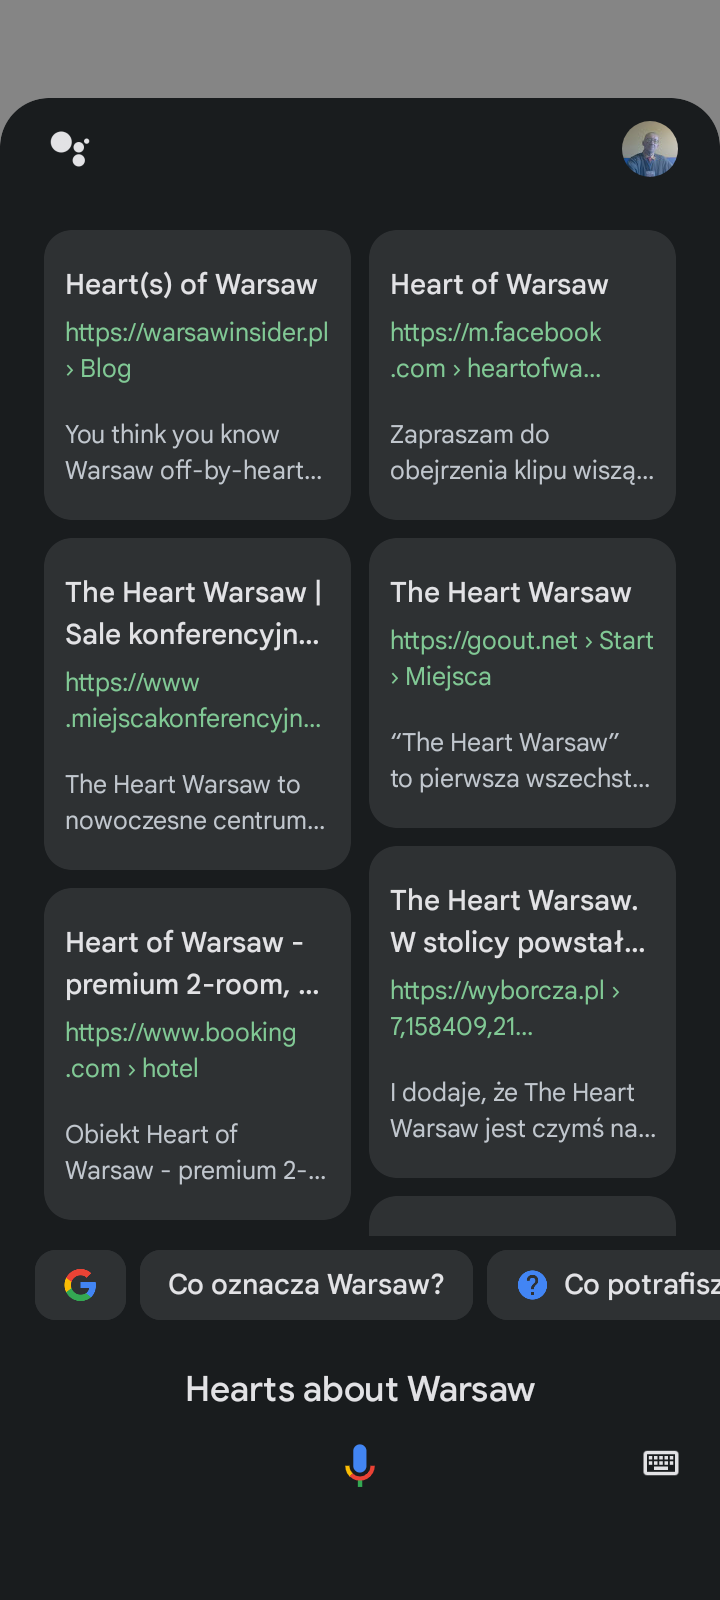 Heart(s) of Warsaw
https://warsawinsider.pl
› Blog
You think you know
Warsaw off-by-heart...
Heart of Warsaw
https://m.facebook
.com › heartofwa...
Zapraszam do
obejrzenia klipu wiszą...
The Heart Warsaw |
Sale konferencyjn...
https://www
.miejscakonferencyjn...
The Heart Warsaw to
nowoczesne centrum...
The Heart Warsaw
https://goout.net › Start
› Miejsca
“The Heart Warsaw”
to pierwsza wszechst...
Heart of Warsaw -
premium 2-room, ...
https://www.booking
.com › hotel
Obiekt Heart of
Warsaw - premium 2-...
The Heart Warsaw.
W stolicy powstał...
https://wyborcza.pl ›
7,158409,21...
I dodaje, że The Heart
Warsaw jest czymś na...
Co oznacza Warsaw?
Co potrafisz
Hearts about Warsaw